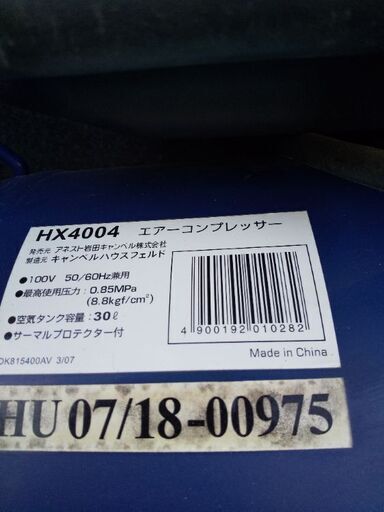 HX4004 エアーコンプレッサー
発売元 アネスト岩田キャンベル株式会社
製造元 キャンベルハウスフェルド
●100V 50/60Hz兼用
●最高使用圧力:0.85MPa
(8.8kgf/cm²)
●空気タンク容量:30ℓ
●サーマルプロテクター付
4 900192 010282
DK815400AV 3/07
Made in China
HU 07/18-00975